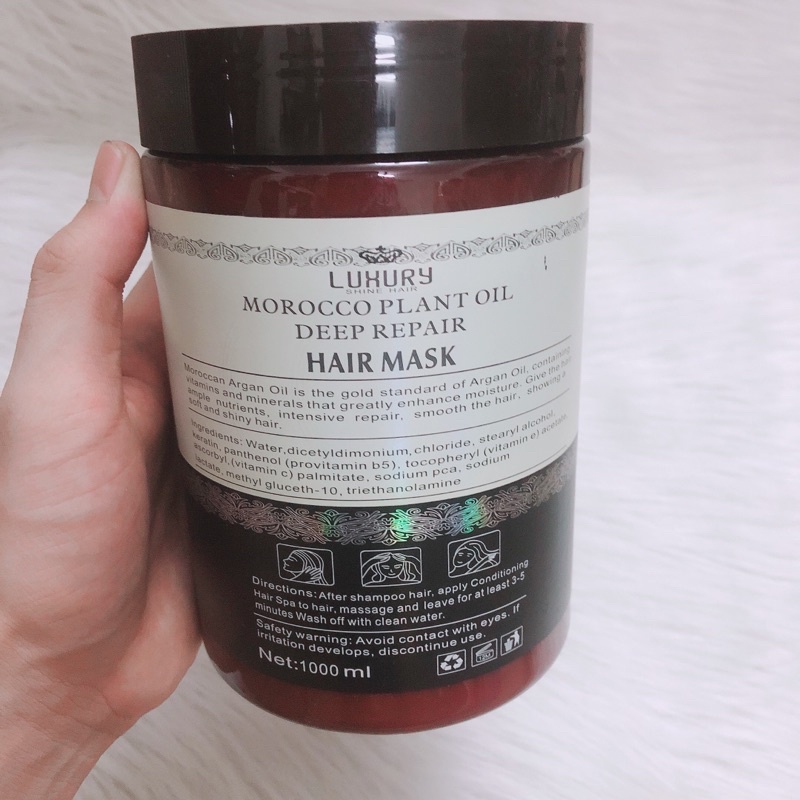 LUXURY
SHINE HAIR
MOROCCO PLANT OIL
DEEP REPAIR
HAIR MASK
Moroccan Argan Oil is the gold standard of Argan Oil, containing
vitamins and minerals that greatly enhance moisture. Give the hair
ample nutrients, intensive repair, smooth the hair, showing a
soft and shiny hair.
Ingredients: Water,dicetyldimonium,chloride, stearyl alcohol,
keratin, panthenol (provitamin b5), tocopheryl (vitamin e) acetate,
ascorbyl,(vitamin c) palmitate, sodium pca, sodium
lactate, methyl gluceth-10, triethanolamine
Directions:After shampoo hair, apply Conditioning
Hair Spa to hair, massage and leave for at least 3-5
minutes Wash off with clean water.
Safety warning: Avoid contact with eyes. If
irritation develops, discontinue use.
Net:1000 ml